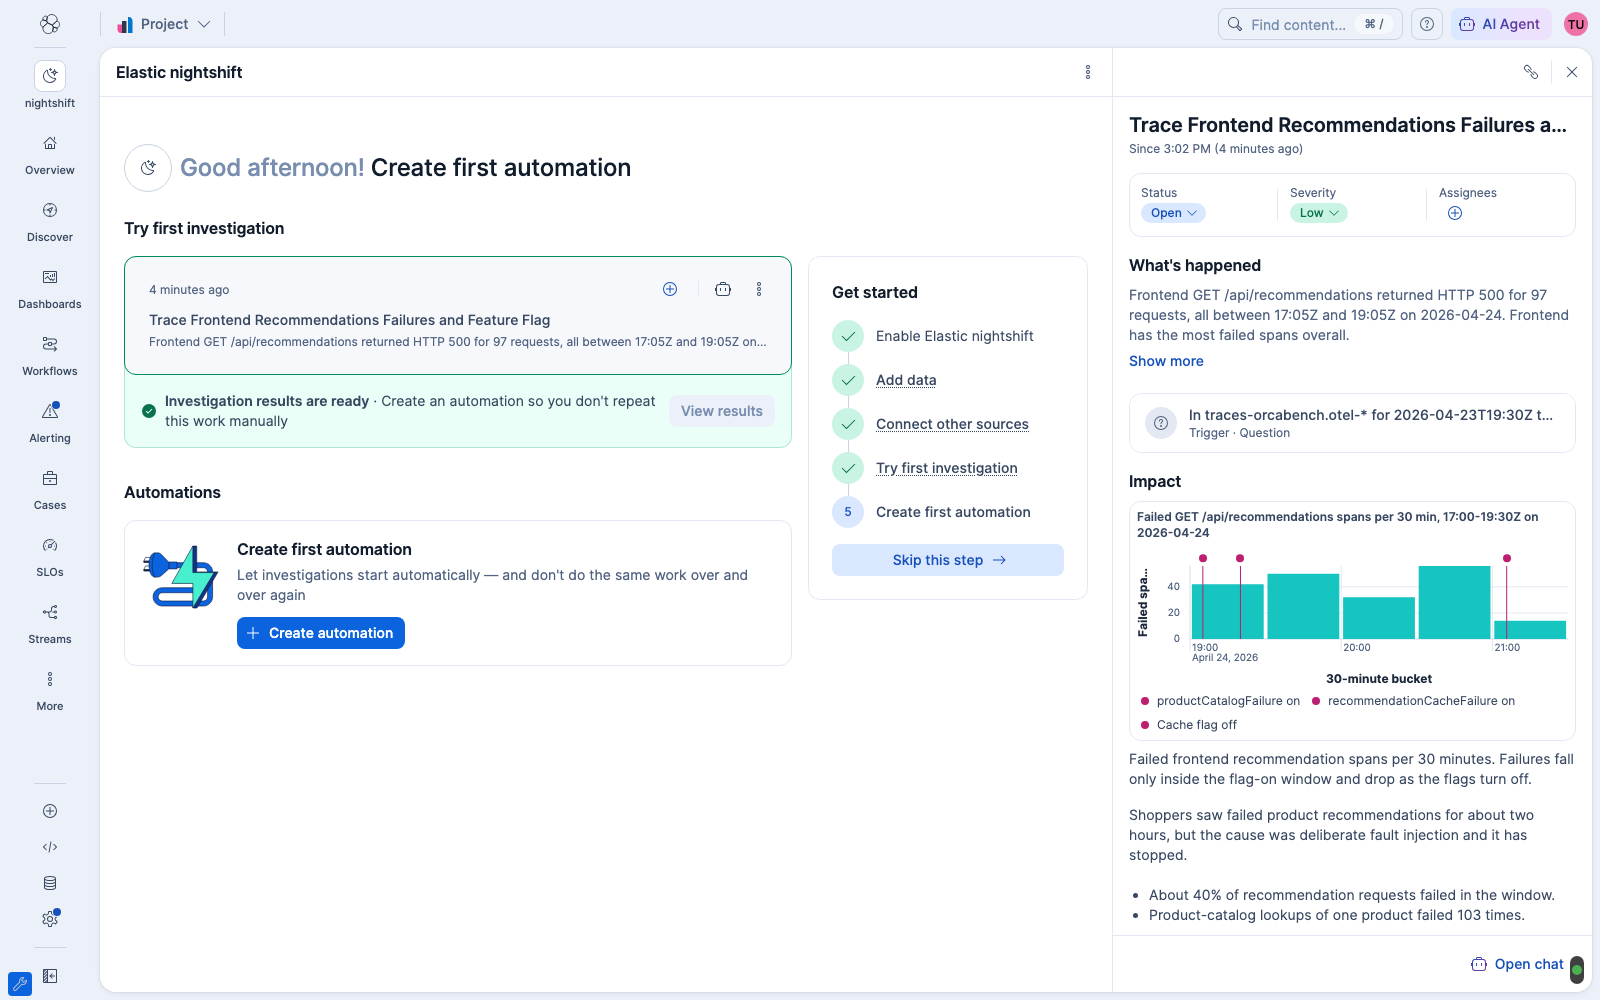 Project
Find content...
⌘ /
AI Agent
TU
nightshift
Overview
Discover
Dashboards
Workflows
Alerting
Cases
SLOs
Streams
More
Elastic nightshift
Good afternoon! Create first automation
Try first investigation
4 minutes ago
Trace Frontend Recommendations Failures and Feature Flag
Frontend GET /api/recommendations returned HTTP 500 for 97 requests, all between 17:05Z and 19:05Z on...
Investigation results are ready · Create an automation so you don't repeat
this work manually
View results
Automations
Create first automation
Let investigations start automatically — and don't do the same work over and
over again
Create automation
Get started
Enable Elastic nightshift
Add data
Connect other sources
Try first investigation
5
Create first automation
Skip this step
Trace Frontend Recommendations Failures a...
Since 3:02 PM (4 minutes ago)
Status
Open
Severity
Low
Assignees
What's happened
Frontend GET /api/recommendations returned HTTP 500 for 97
requests, all between 17:05Z and 19:05Z on 2026-04-24. Frontend
has the most failed spans overall.
Show more
In traces-orcabench.otel-* for 2026-04-23T19:30Z t...
Trigger · Question
Impact
Failed GET /api/recommendations spans per 30 min, 17:00-19:30Z on
2026-04-24
Failed spa...
40
20
0
19:00
April 24, 2026
20:00
21:00
30-minute bucket
productCatalogFailure on
recommendationCacheFailure on
Cache flag off
Failed frontend recommendation spans per 30 minutes. Failures fall
only inside the flag-on window and drop as the flags turn off.
Shoppers saw failed product recommendations for about two
hours, but the cause was deliberate fault injection and it has
stopped.
• About 40% of recommendation requests failed in the window.
• Product-catalog lookups of one product failed 103 times.
Open chat